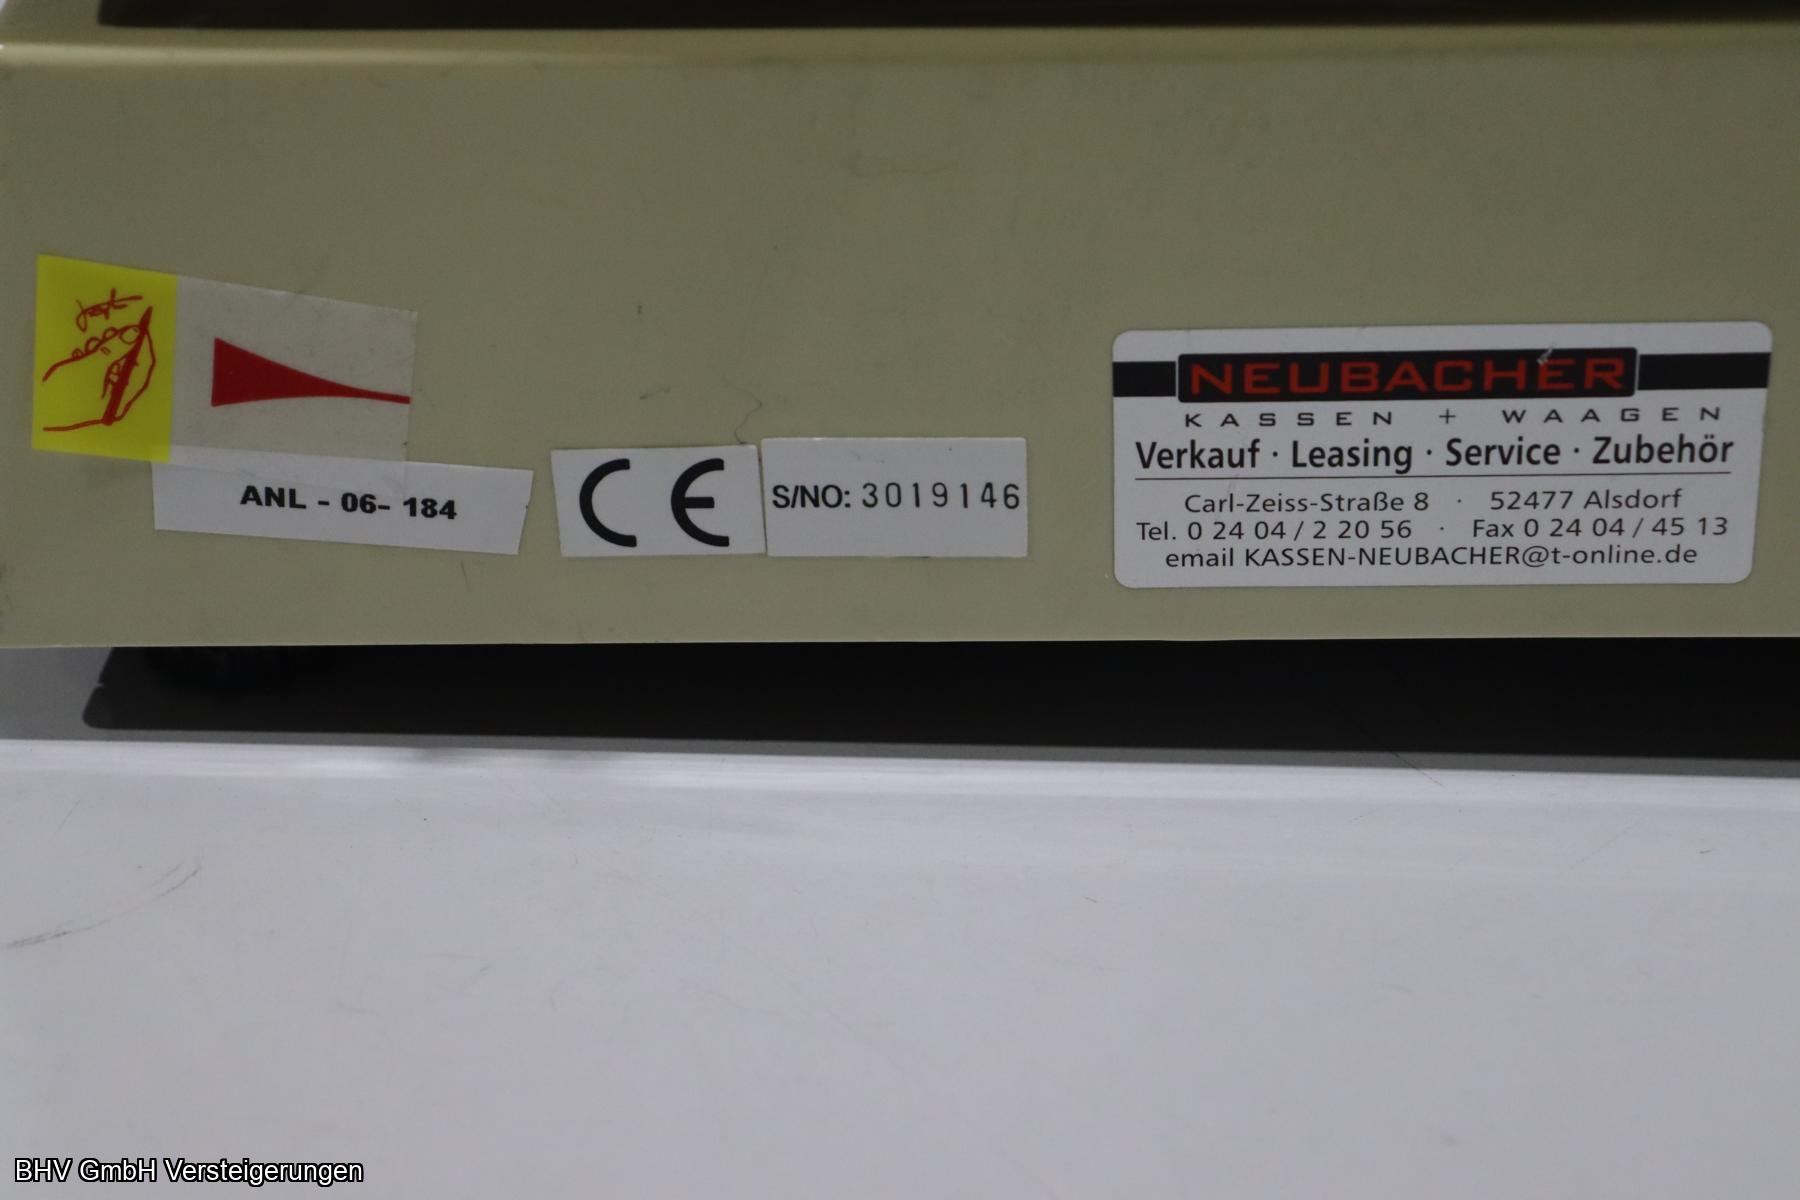 ANL - 06- 184
CE
S/NO: 3019146
NEUBACHER
KASSEN + WAAGEN
Verkauf · Leasing · Service · Zubehör
Carl-Zeiss-Straße 8 · 52477 Alsdorf
Tel. 0 24 04 / 2 20 56 · Fax 0 24 04 / 45 13
email KASSEN-NEUBACHER@t-online.de
BHV GmbH Versteigerungen